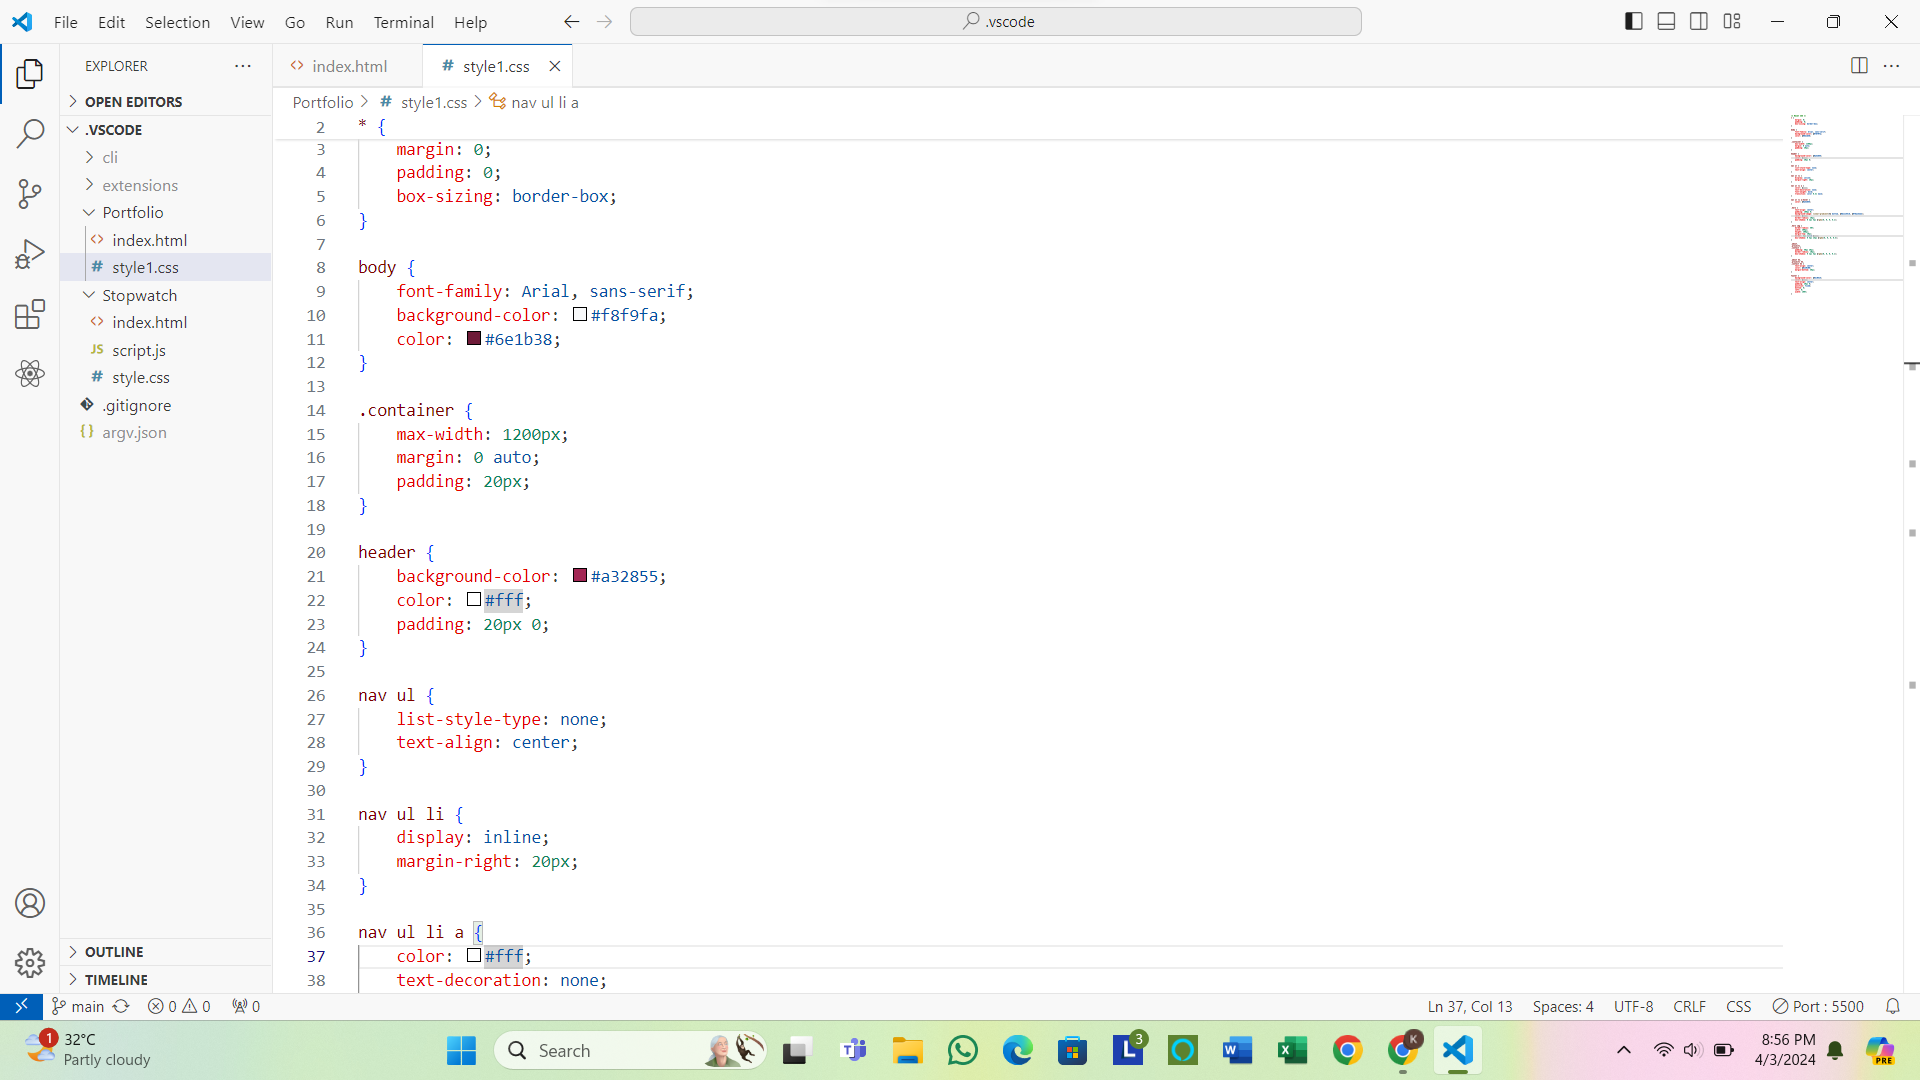 File Edit Selection View Go Run Terminal Help
.vscode
EXPLORER
OPEN EDITORS
.VSCODE
cli
extensions
Portfolio
index.html
style1.css
Stopwatch
index.html
JS script.js
# style.css
.gitignore
{} argv.json
OUTLINE
TIMELINE
index.html
# style1.css
Portfolio > # style1.css > nav ul li a
2 * {
3 margin: 0;
4 padding: 0;
5 box-sizing: border-box;
6 }
7
8 body {
9 font-family: Arial, sans-serif;
10 background-color: #f8f9fa;
11 color: #6e1b38;
12 }
13
14 .container {
15 max-width: 1200px;
16 margin: 0 auto;
17 padding: 20px;
18 }
19
20 header {
21 background-color: #a32855;
22 color: #fff;
23 padding: 20px 0;
24 }
25
26 nav ul {
27 list-style-type: none;
28 text-align: center;
29 }
30
31 nav ul li {
32 display: inline;
33 margin-right: 20px;
34 }
35
36 nav ul li a {
37 color: #fff;
38 text-decoration: none;
main 0 0 0
Ln 37, Col 13 Spaces: 4 UTF-8 CRLF CSS Port : 5500
1
32°C
Partly cloudy
Search
L 3
K
8:56 PM
4/3/2024
PRE